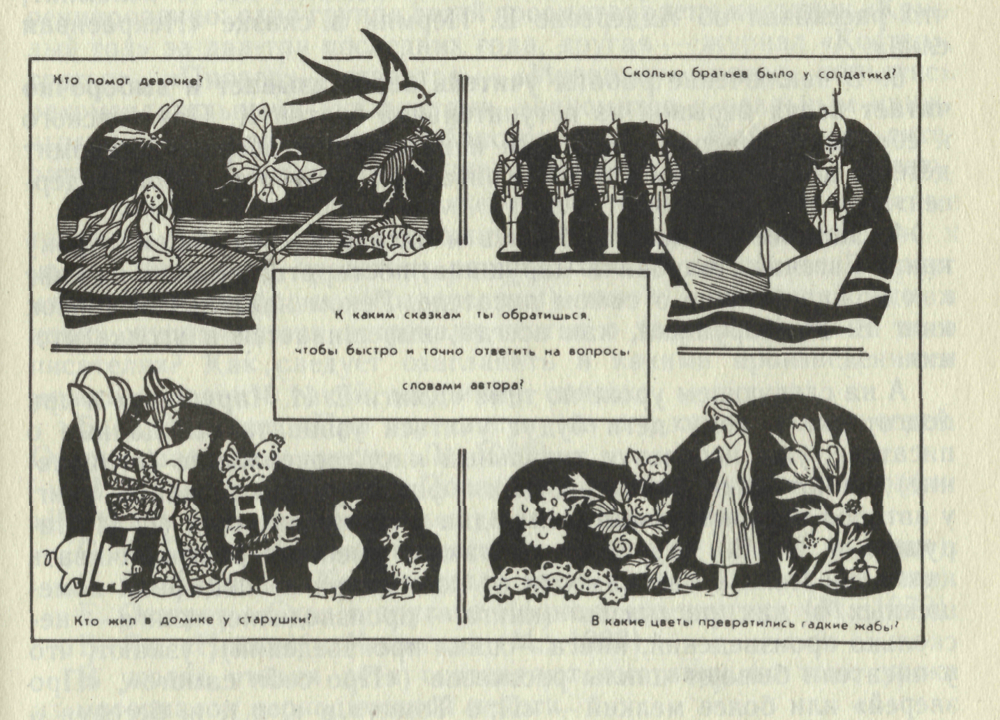 Кто помог девочке?
Сколько братьев было у солдатика?
К каким сказкам ты обратишься,
чтобы быстро и точно ответить на вопросы
словами автора?
Кто жил в домике у старушки?
В какие цветы превратились гадкие жабы?